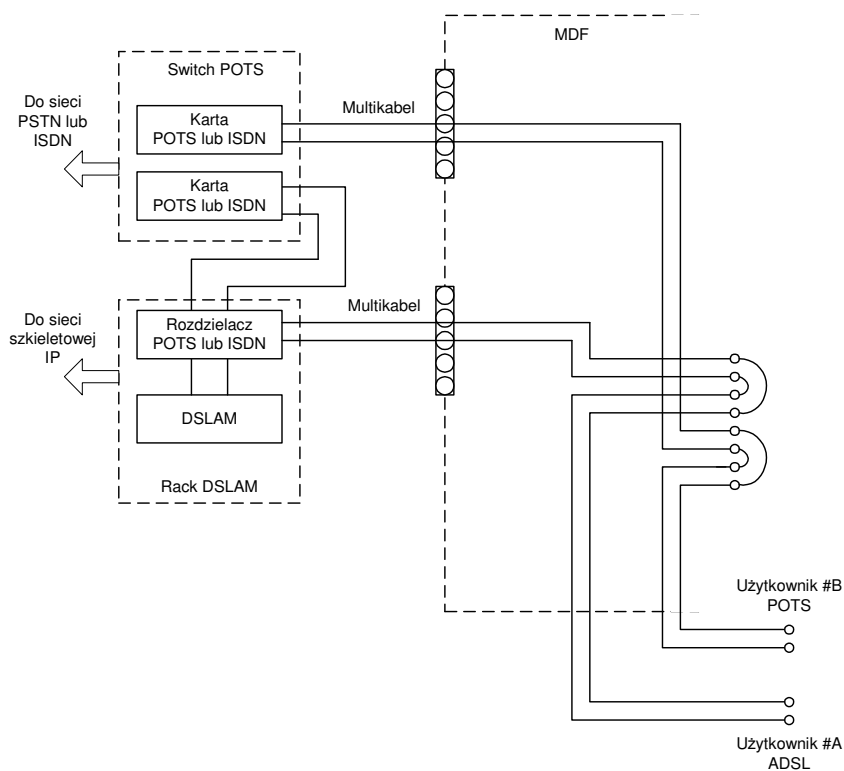 MDF
Switch POTS
Do sieci
PSTN lub
ISDN
Karta
POTS lub ISDN
Multikabel
Karta
POTS lub ISDN
Do sieci
szkieletowej
IP
Rozdzielacz
POTS lub ISDN
Multikabel
DSLAM
Rack DSLAM
Użytkownik #B
POTS
Użytkownik #A
ADSL